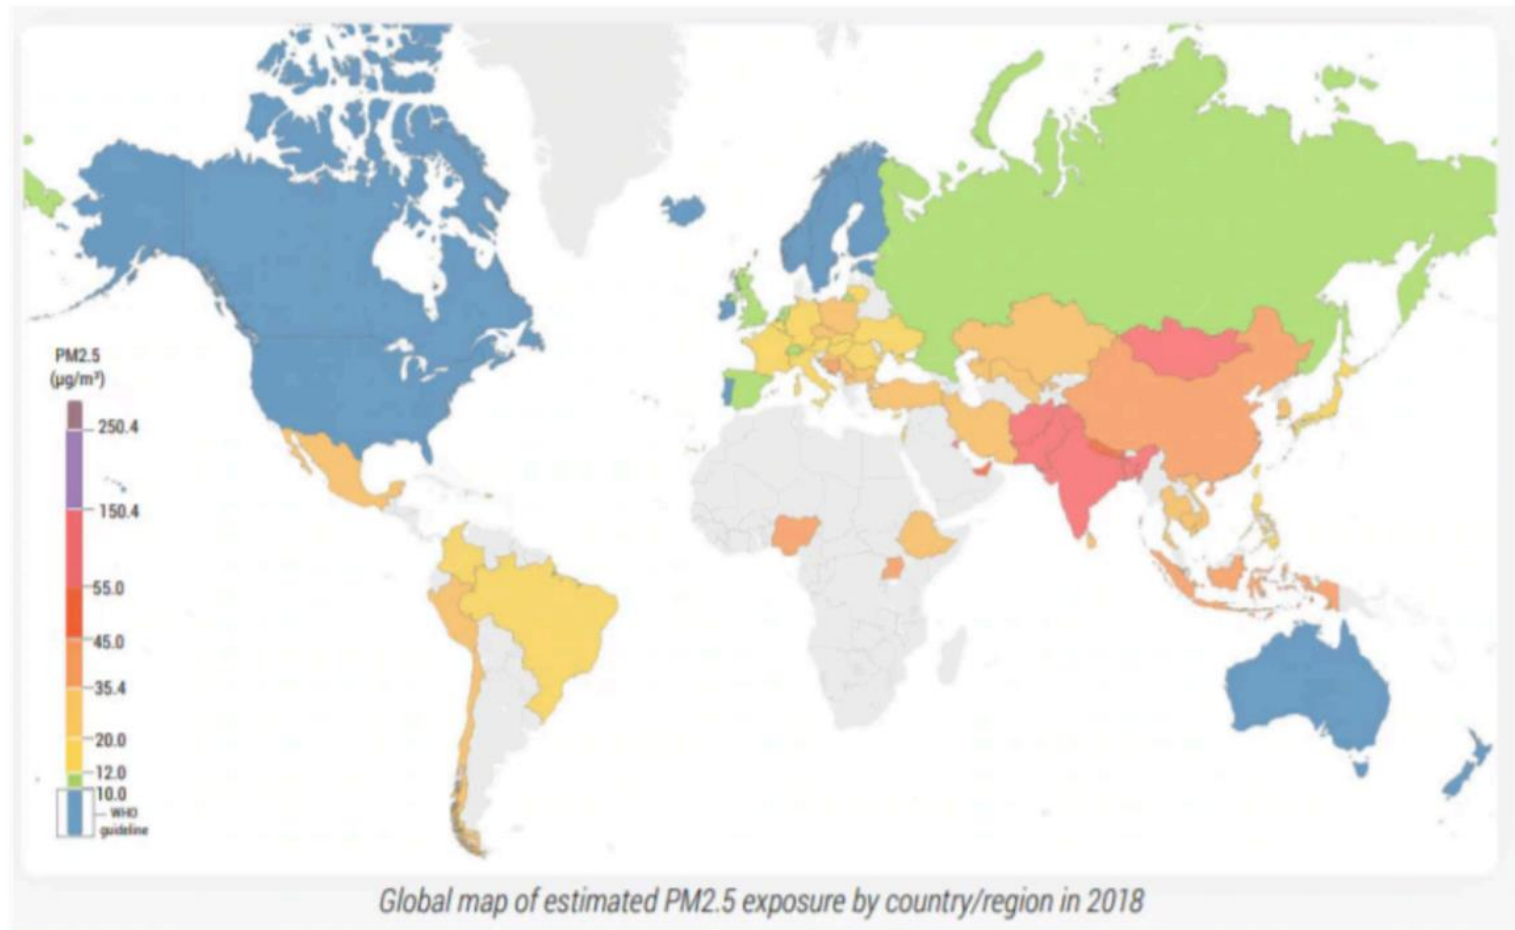 PM2.5
(µg/m³)
250.4
150.4
55.0
45.0
35.4
20.0
12.0
10.0
WHO
guideline
Global map of estimated PM2.5 exposure by country/region in 2018